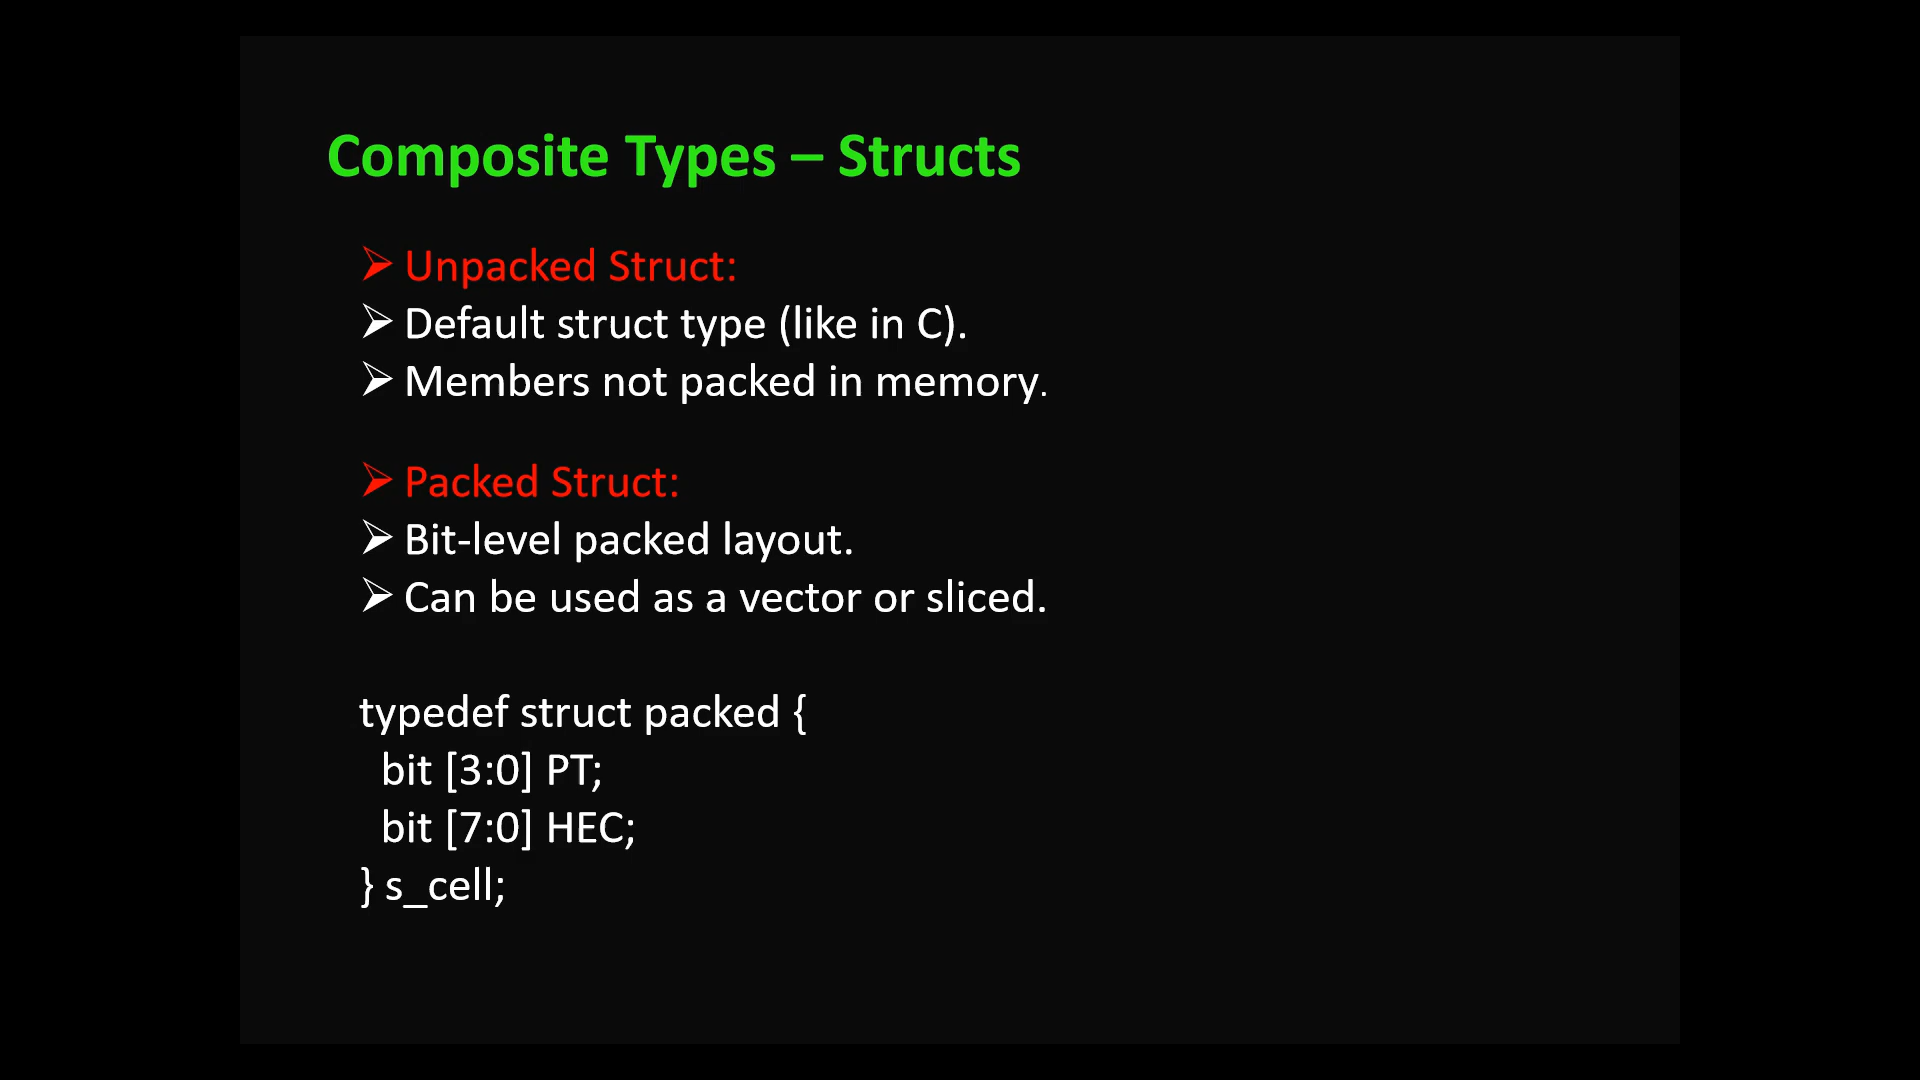 Composite Types – Structs
➢ Unpacked Struct:
➢ Default struct type (like in C).
➢ Members not packed in memory.
➢ Packed Struct:
➢ Bit-level packed layout.
➢ Can be used as a vector or sliced.
typedef struct packed {
bit [3:0] PT;
bit [7:0] HEC;
} s_cell;